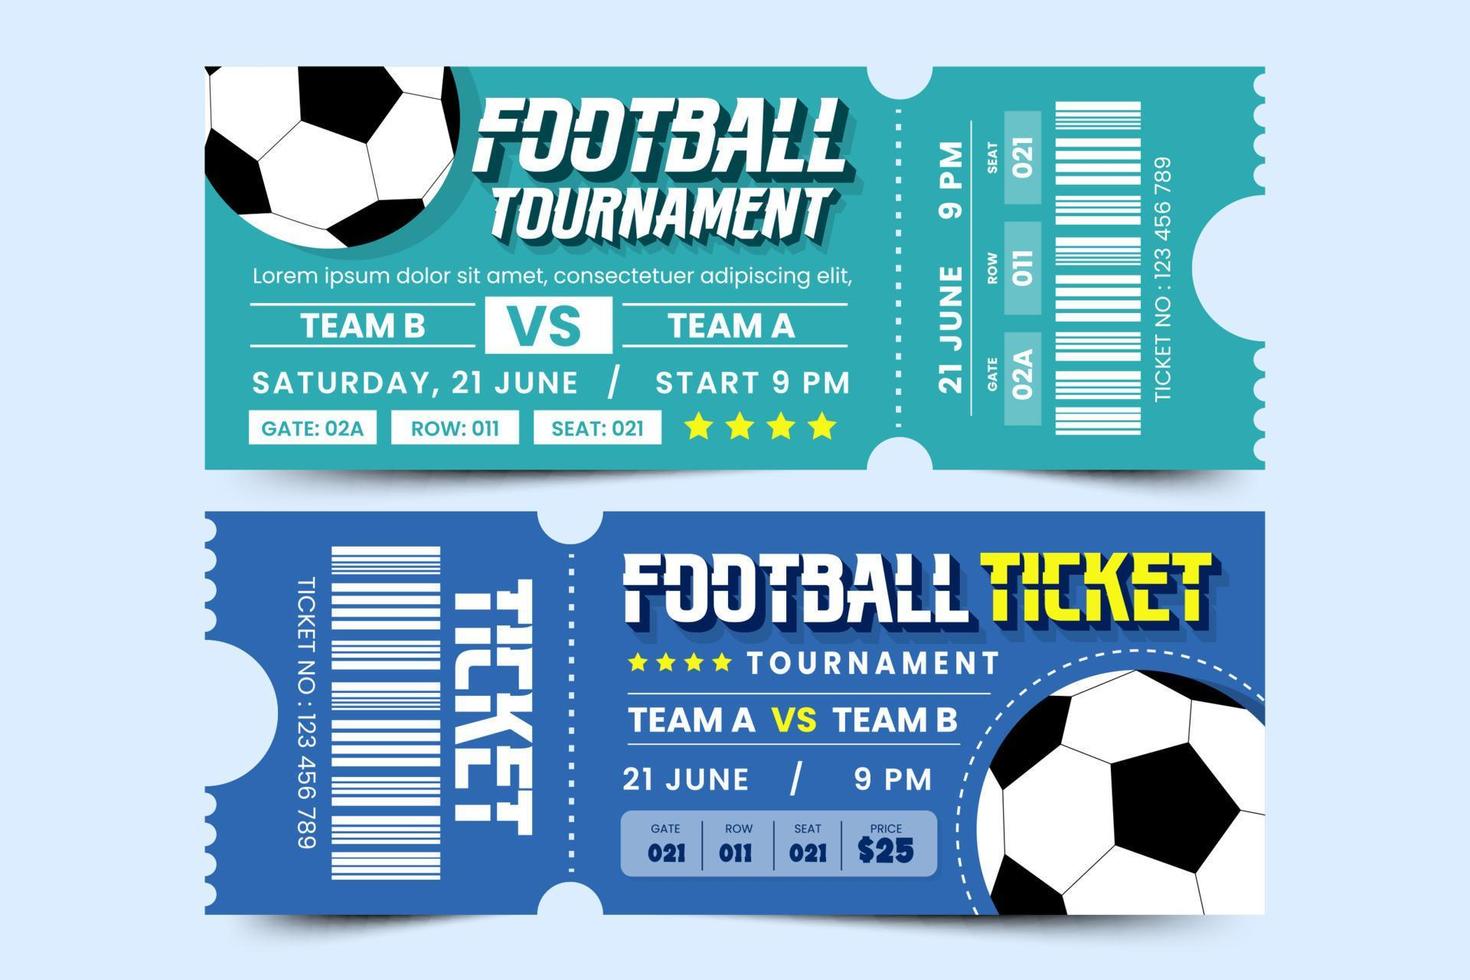 FOOTBALL
TOURNAMENT
Lorem ipsum dolor sit amet, consectetuer adipiscing elit,
TEAM B VS TEAM A
SATURDAY, 21 JUNE / START 9 PM
GATE: 02A ROW: 011 SEAT: 021
21 JUNE 9 PM
GATE ROW SEAT
02A 011 021
TICKET NO : 123 456 789
TICKET NO : 123 456 789
TICKET
FOOTBALL TICKET
TOURNAMENT
TEAM A VS TEAM B
21 JUNE / 9 PM
GATE ROW SEAT PRICE
021 011 021 $25